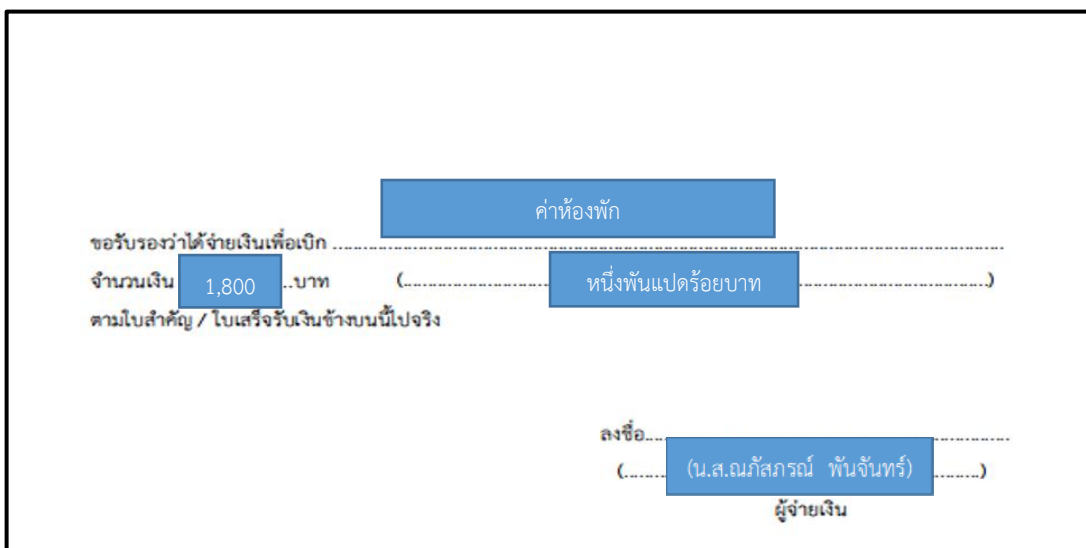 ค่าห้องพัก
ขอรับรองว่าได้จ่ายเงินเพื่อเบิก ........................................
จำนวนเงิน 1,800 ..บาท (........................ หนึ่งพันแปดร้อยบาท ........................)
ตามใบสำคัญ / ใบเสร็จรับเงินข้างบนนี้ไปจริง
ลงชื่อ........................................
(........ (น.ส.ณภัสภรณ์ พันจันทร์) ........)
ผู้จ่ายเงิน